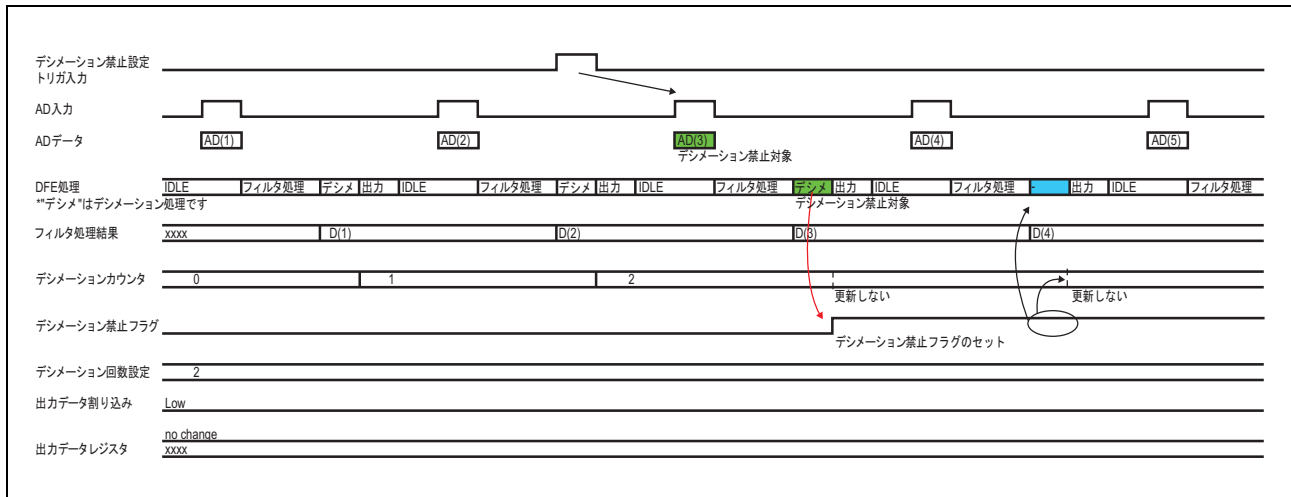 デシメーション禁止設定
トリガ入力
AD入力
ADデータ AD(1) AD(2) AD(3) AD(4) AD(5)
デシメーション禁止対象
DFE処理 IDLE フィルタ処理 デシメ 出力 IDLE フィルタ処理 デシメ 出力 IDLE フィルタ処理 デシメ 出力 IDLE フィルタ処理 - 出力 IDLE フィルタ処理
*"デシメ"はデシメーション処理です デシメーション禁止対象
フィルタ処理結果 xxxx D(1) D(2) D(3) D(4)
デシメーションカウンタ 0 1 2
更新しない 更新しない
デシメーション禁止フラグ
デシメーション禁止フラグのセット
デシメーション回数設定 2
出力データ割り込み Low
no change
出力データレジスタ xxxx